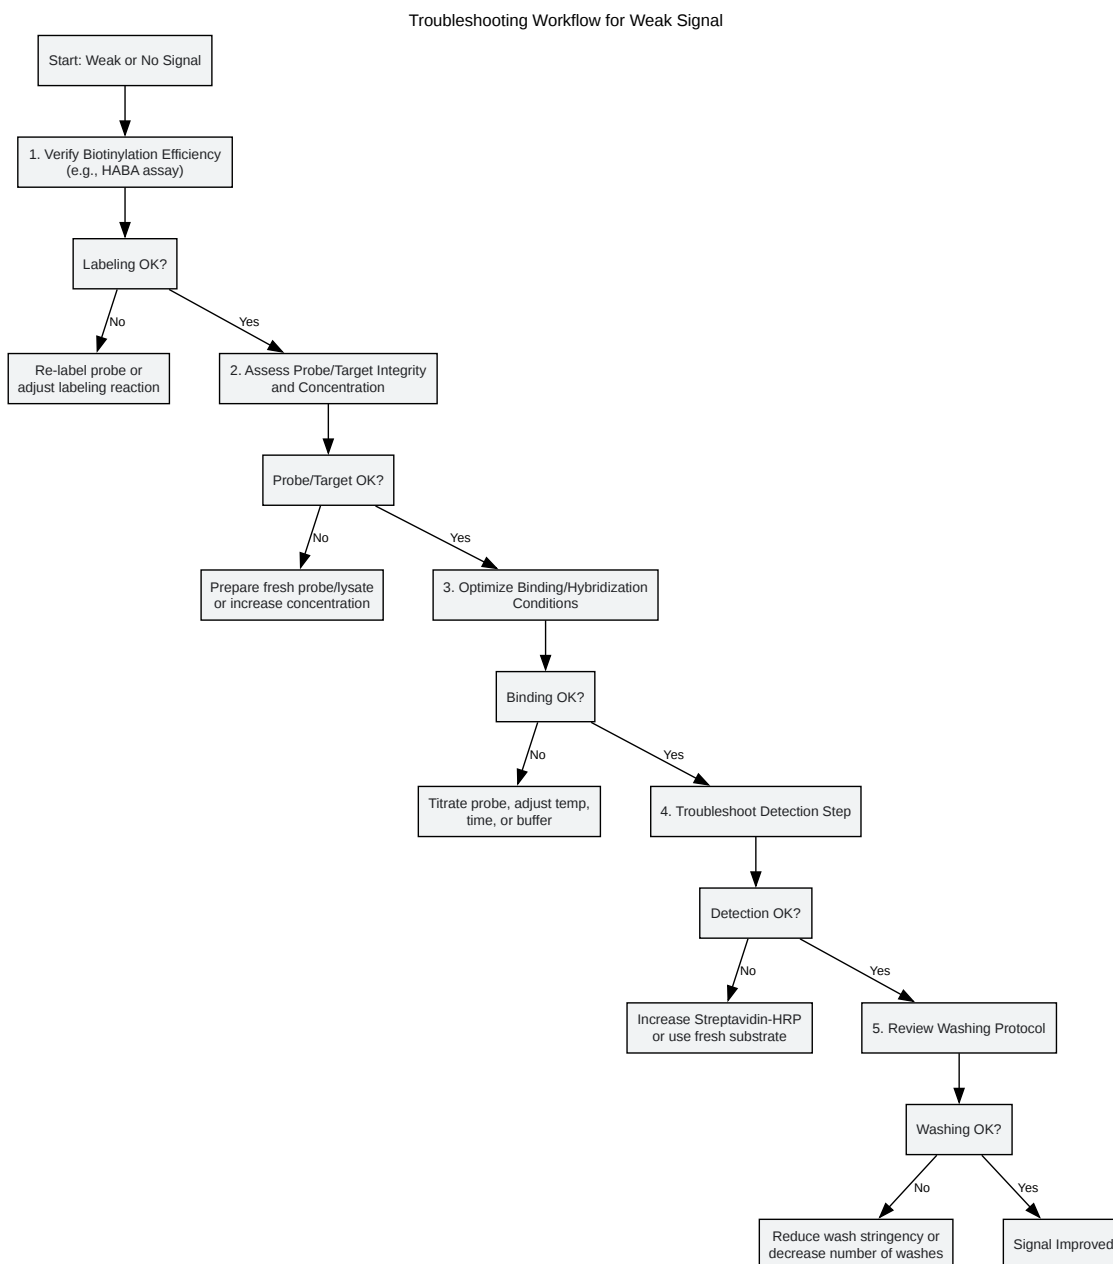 Troubleshooting Workflow for Weak Signal
Start: Weak or No Signal
1. Verify Biotinylation Efficiency
(e.g., HABA assay)
Labeling OK?
No
Yes
Re-label probe or
adjust labeling reaction
2. Assess Probe/Target Integrity
and Concentration
Probe/Target OK?
No
Yes
Prepare fresh probe/lysate
or increase concentration
3. Optimize Binding/Hybridization
Conditions
Binding OK?
No
Yes
Titrate probe, adjust temp,
time, or buffer
4. Troubleshoot Detection Step
Detection OK?
No
Yes
Increase Streptavidin-HRP
or use fresh substrate
5. Review Washing Protocol
Washing OK?
No
Yes
Reduce wash stringency or
decrease number of washes
Signal Improved